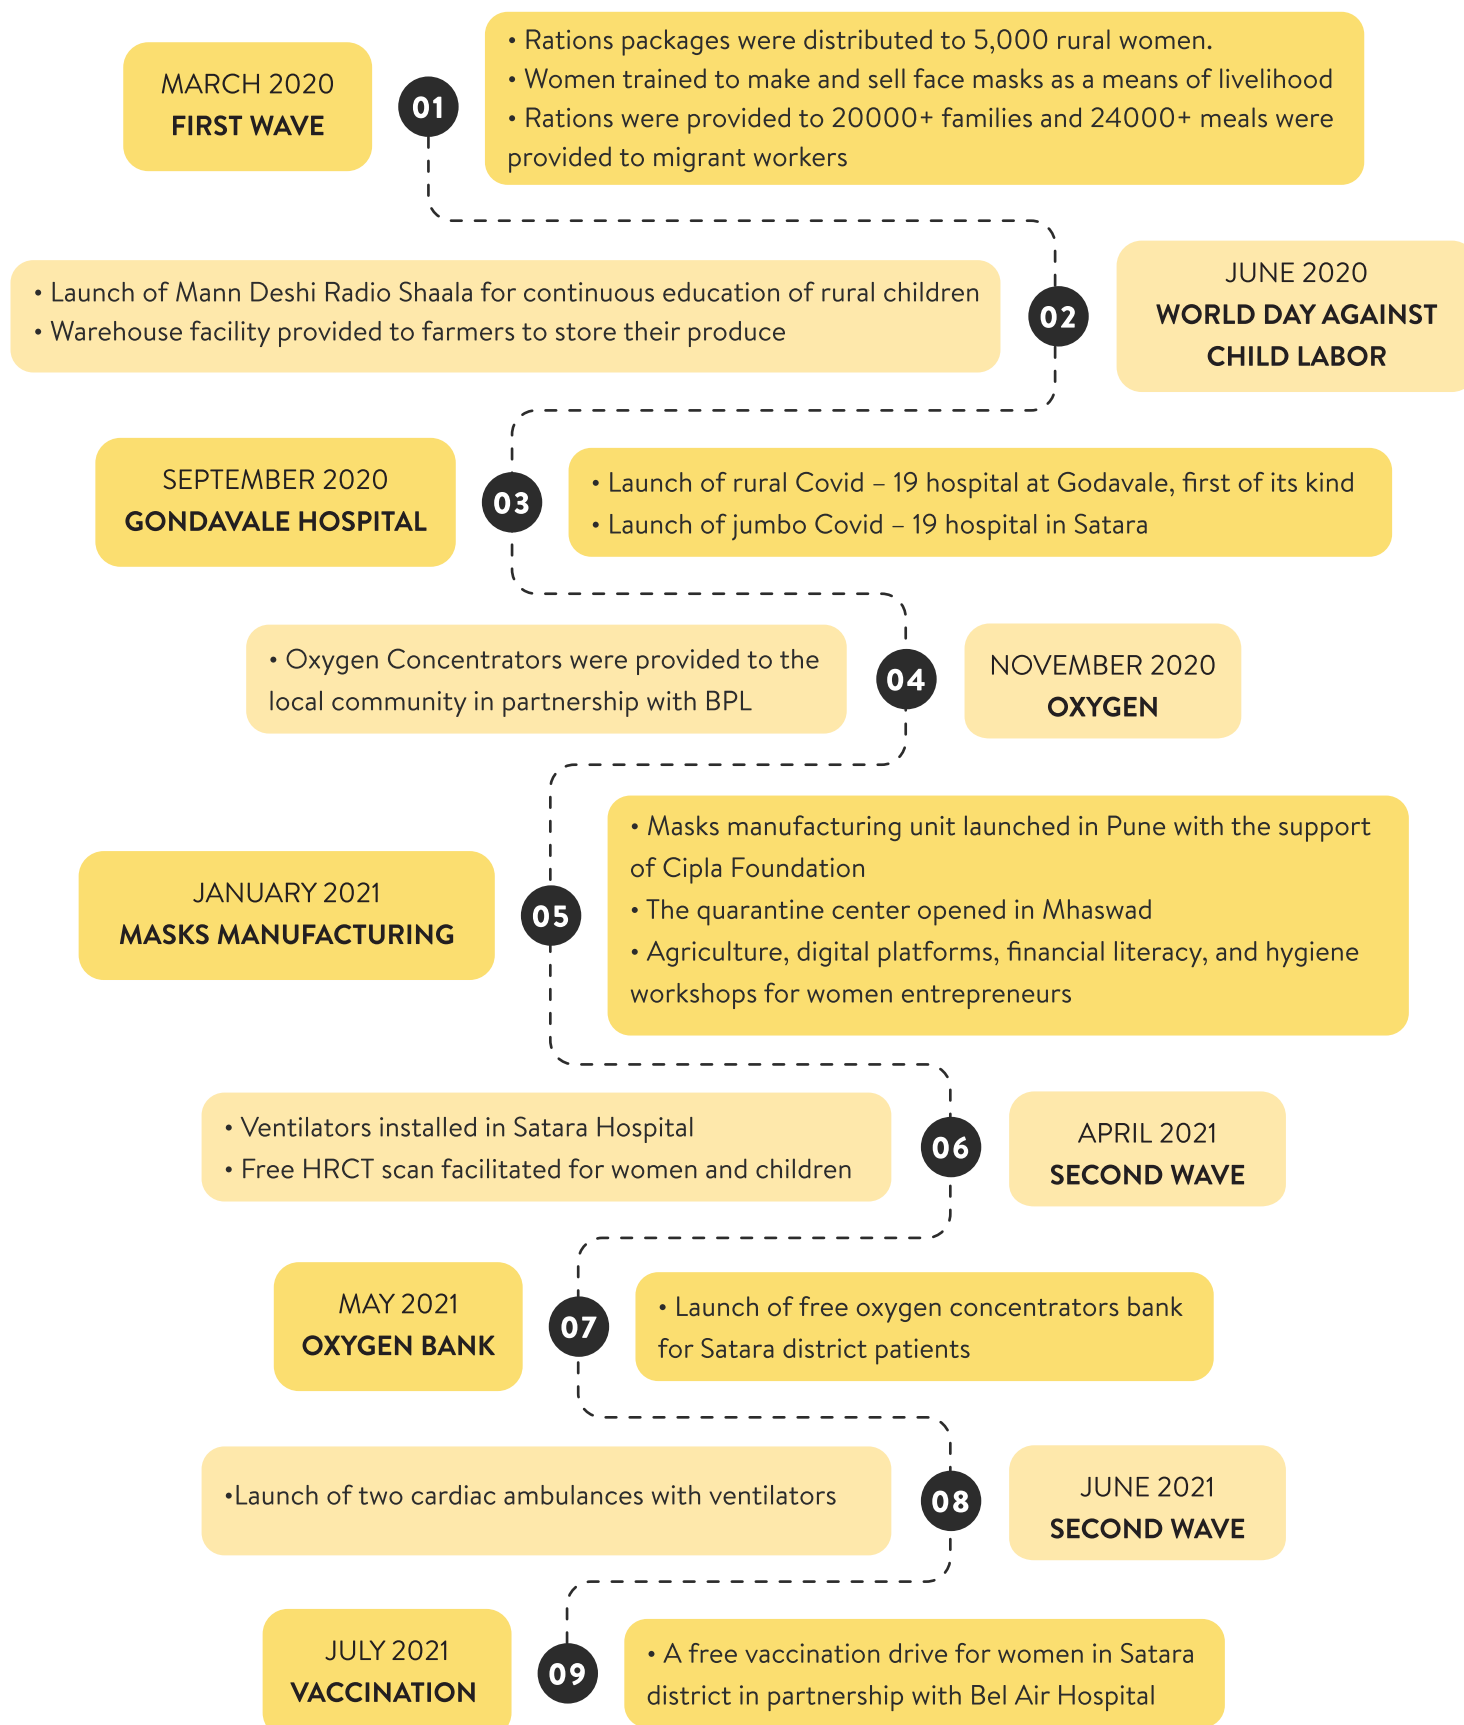 MARCH 2020
FIRST WAVE
01
• Rations packages were distributed to 5,000 rural women.
• Women trained to make and sell face masks as a means of livelihood
• Rations were provided to 20000+ families and 24000+ meals were
provided to migrant workers
• Launch of Mann Deshi Radio Shaala for continuous education of rural children
• Warehouse facility provided to farmers to store their produce
02
JUNE 2020
WORLD DAY AGAINST
CHILD LABOR
SEPTEMBER 2020
GONDAVALE HOSPITAL
03
• Launch of rural Covid – 19 hospital at Godavale, first of its kind
• Launch of jumbo Covid – 19 hospital in Satara
• Oxygen Concentrators were provided to the
local community in partnership with BPL
04
NOVEMBER 2020
OXYGEN
JANUARY 2021
MASKS MANUFACTURING
05
• Masks manufacturing unit launched in Pune with the support
of Cipla Foundation
• The quarantine center opened in Mhaswad
• Agriculture, digital platforms, financial literacy, and hygiene
workshops for women entrepreneurs
• Ventilators installed in Satara Hospital
• Free HRCT scan facilitated for women and children
06
APRIL 2021
SECOND WAVE
MAY 2021
OXYGEN BANK
07
• Launch of free oxygen concentrators bank
for Satara district patients
•Launch of two cardiac ambulances with ventilators
08
JUNE 2021
SECOND WAVE
JULY 2021
VACCINATION
09
• A free vaccination drive for women in Satara
district in partnership with Bel Air Hospital